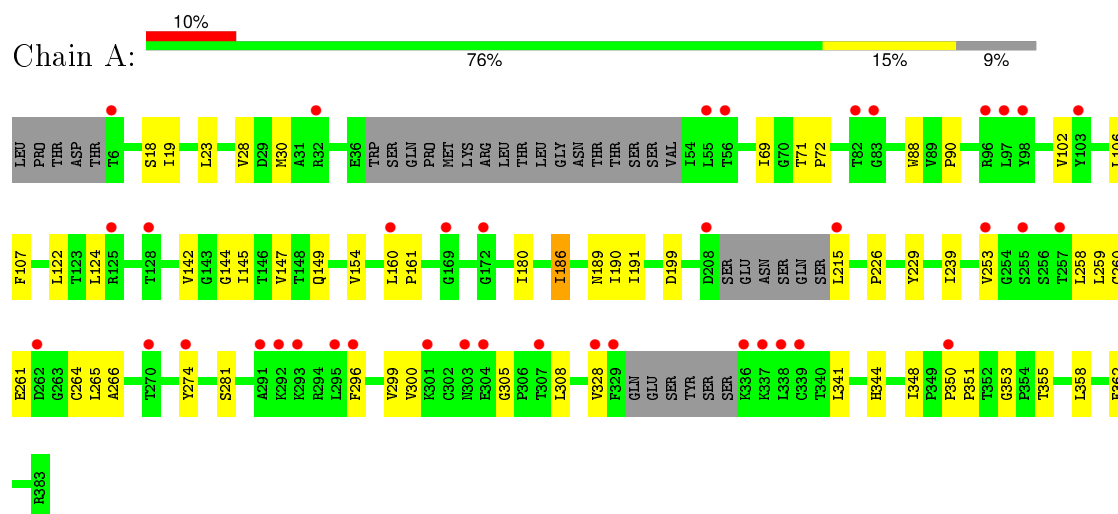 10%
Chain A:
76% 15% 9%
LEU PRO THR ASP THR T6 S18 I19 L23 V28 D29 M30 A31 R32 E36 TRP SER GLN PRO MET LYS ARG LEU THR LEU GLY ASN THR THR SER SER VAL I54 L55 T56 I69 G70 T71 P72 T82 G83 W88 V89 P90 R96 L97 Y98 V102 Y103
F107 L122 T123 L124 R125 T128 V142 G143 G144 I145 T146 V147 T148 Q149 V154 L160 P161 G169 G172 I180 I186 N189 I190 I191 D199 D208 SER GLU ASN SER GLN SER L215 P226 Y229 I239 V253 G254 S255 S256 T257 L258 L259
E261 D262 G263 C264 L265 A266 T270 Y274 S281 A291 K292 K293 R294 L295 F296 V299 V300 K301 C302 N303 E304 G305 P306 T307 L308 V328 F329 GLN GLU SER TYR SER SER K336 K337 L338 C339 T340 L341 H344 I348 P349 P350 P351 T352 G353 P354 T355 L358
R383